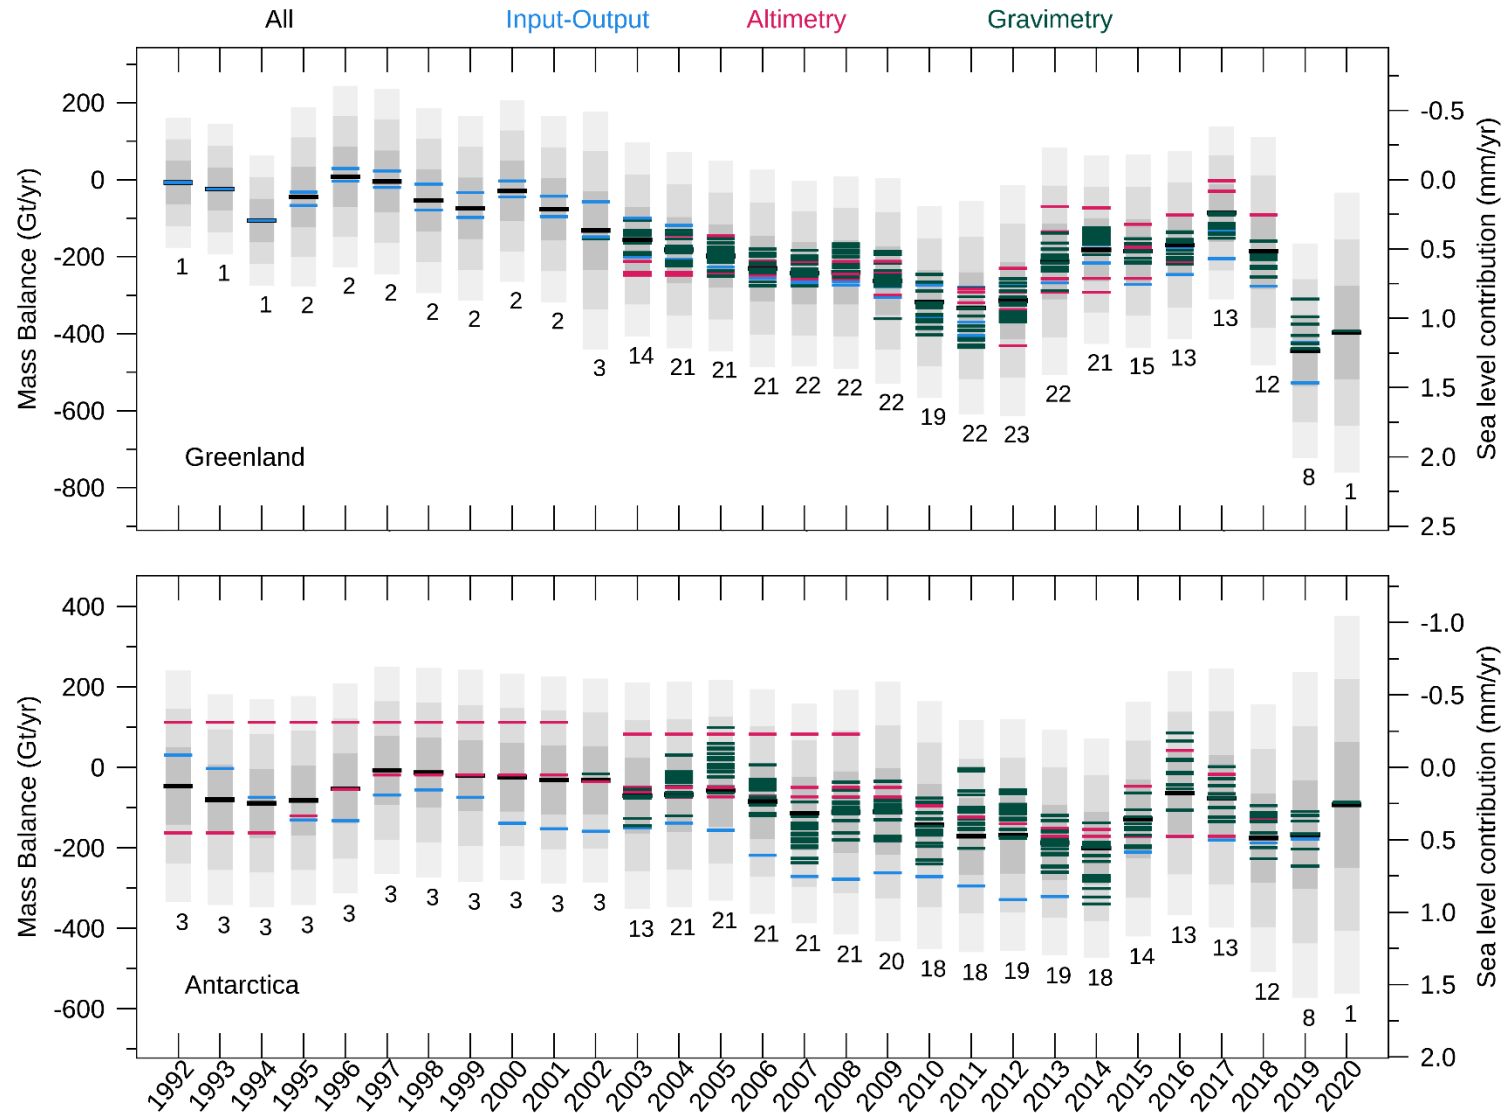 All Input-Output Altimetry Gravimetry
Mass Balance (Gt/yr)
200
0
-200
-400
-600
-800
-0.5
0.0
0.5
1.0
1.5
2.0
2.5
Sea level contribution (mm/yr)
1 1 1 2 2 2 2 2 2 2 3 14 21 21 21 22 22 22 19 22 23 22 21 15 13 13 12 8 1
Greenland
Mass Balance (Gt/yr)
400
200
0
-200
-400
-600
-1.0
-0.5
0.0
0.5
1.0
1.5
2.0
Sea level contribution (mm/yr)
3 3 3 3 3 3 3 3 3 3 3 13 21 21 21 21 21 20 18 18 19 19 18 14 13 13 12 8 1
Antarctica
1992 1993 1994 1995 1996 1997 1998 1999 2000 2001 2002 2003 2004 2005 2006 2007 2008 2009 2010 2011 2012 2013 2014 2015 2016 2017 2018 2019 2020